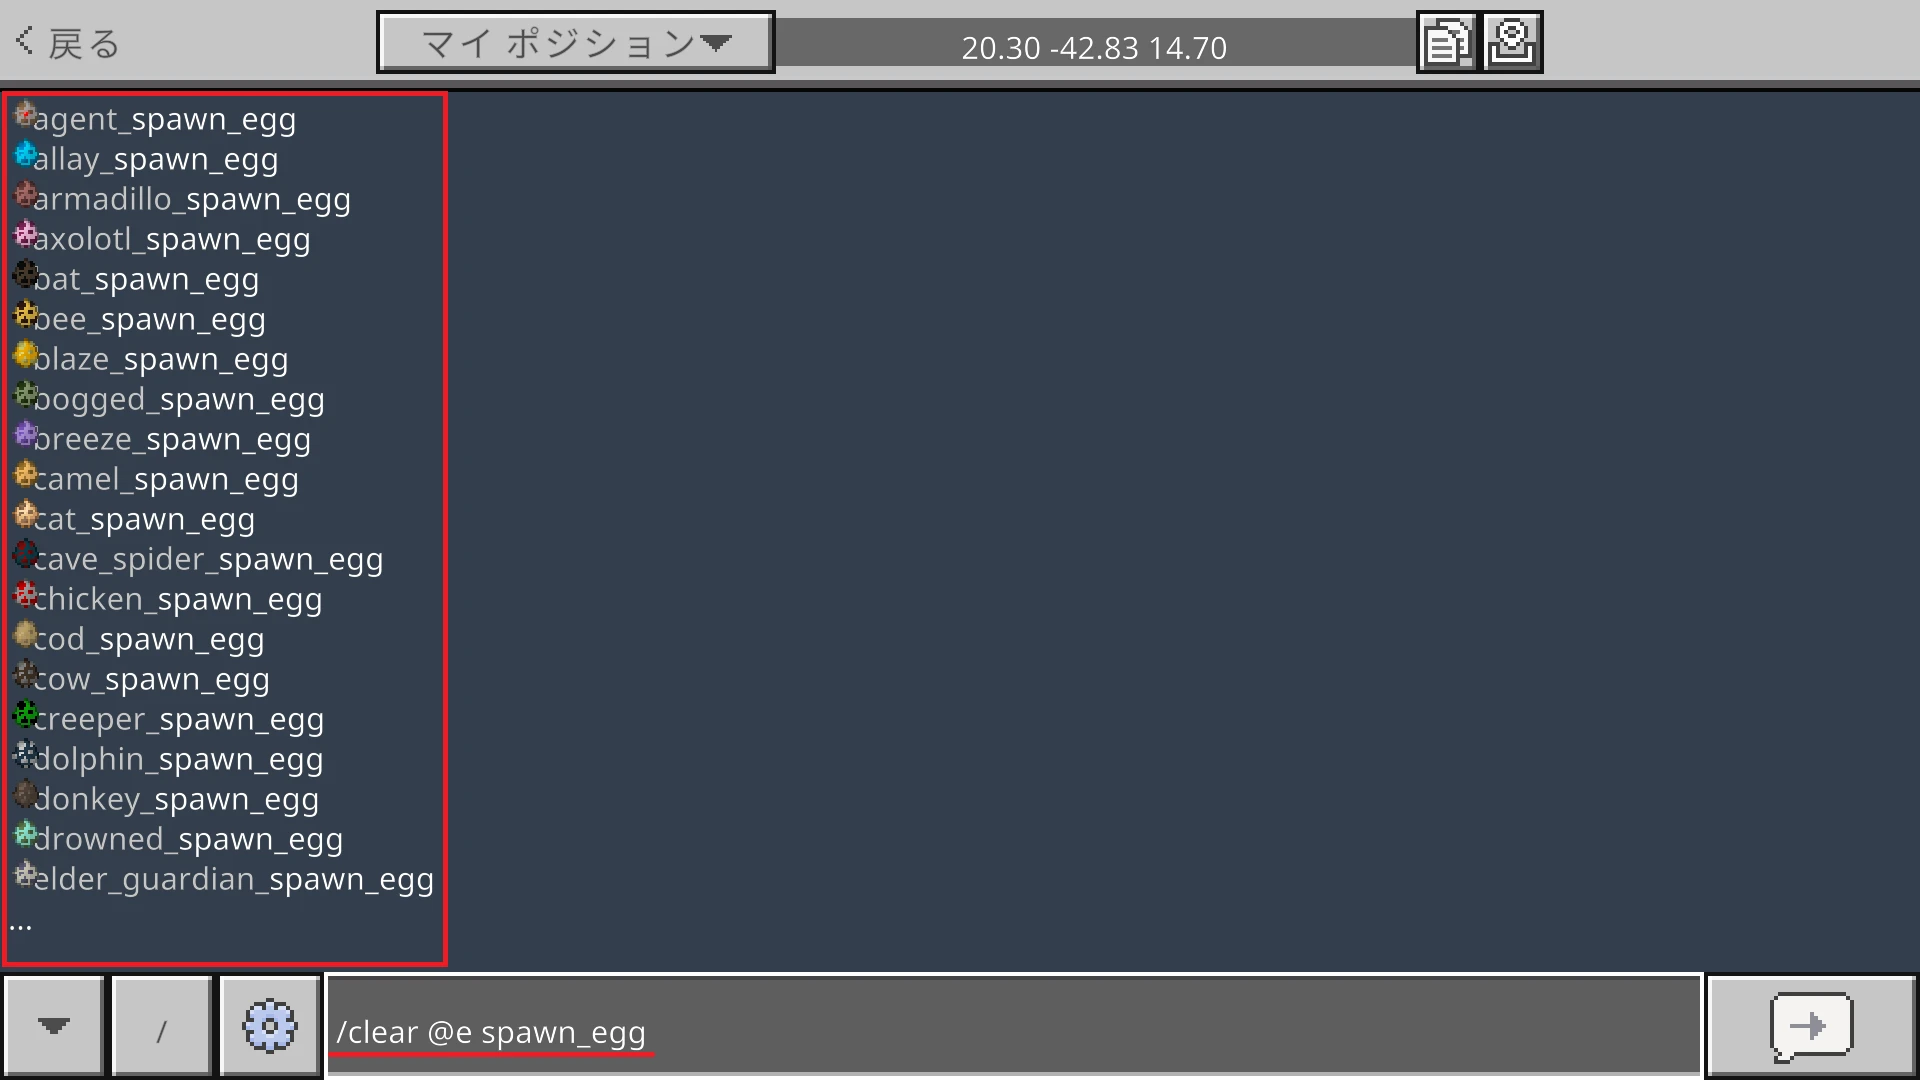 戻る
マイ ポジション
20.30 -42.83 14.70
agent_spawn_egg
allay_spawn_egg
armadillo_spawn_egg
axolotl_spawn_egg
bat_spawn_egg
bee_spawn_egg
blaze_spawn_egg
bogged_spawn_egg
breeze_spawn_egg
camel_spawn_egg
cat_spawn_egg
cave_spider_spawn_egg
chicken_spawn_egg
cod_spawn_egg
cow_spawn_egg
creeper_spawn_egg
dolphin_spawn_egg
donkey_spawn_egg
drowned_spawn_egg
elder_guardian_spawn_egg
...
/
/clear @e spawn_egg